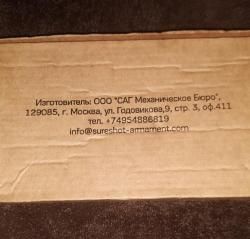 Изготовитель: ООО "САГ Механическое Бюро",
129085, г. Москва, ул. Годовикова,9, стр. 3, оф.411
тел. +74954886819
info@sureshot-armament.com